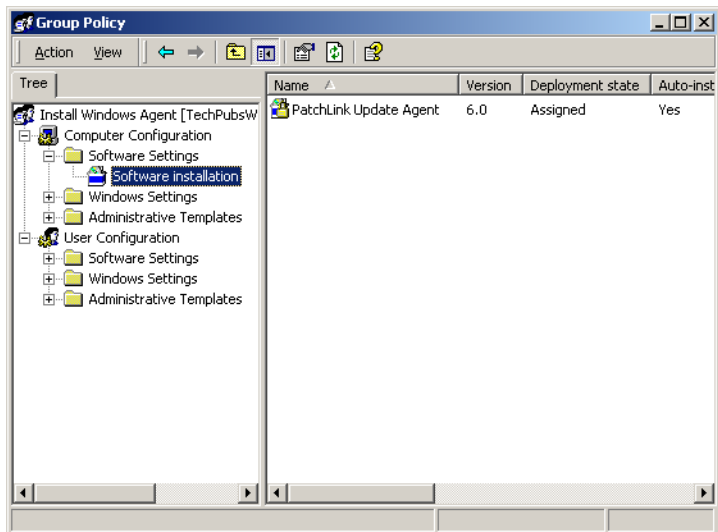 Group Policy
Action View
Tree
Name Version Deployment state Auto-inst
Install Windows Agent [TechPubsW
Computer Configuration
Software Settings
Software installation
Windows Settings
Administrative Templates
User Configuration
Software Settings
Windows Settings
Administrative Templates
PatchLink Update Agent 6.0 Assigned Yes